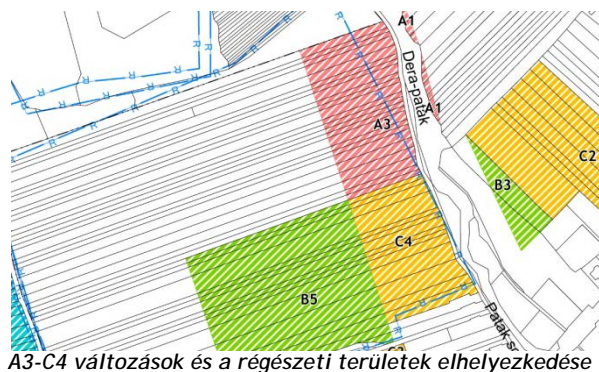 A1
Dera-patak
A1
A3
C2
B3
C4
B5
Patak s
A3-C4 változások és a régészeti területek elhelyezkedése